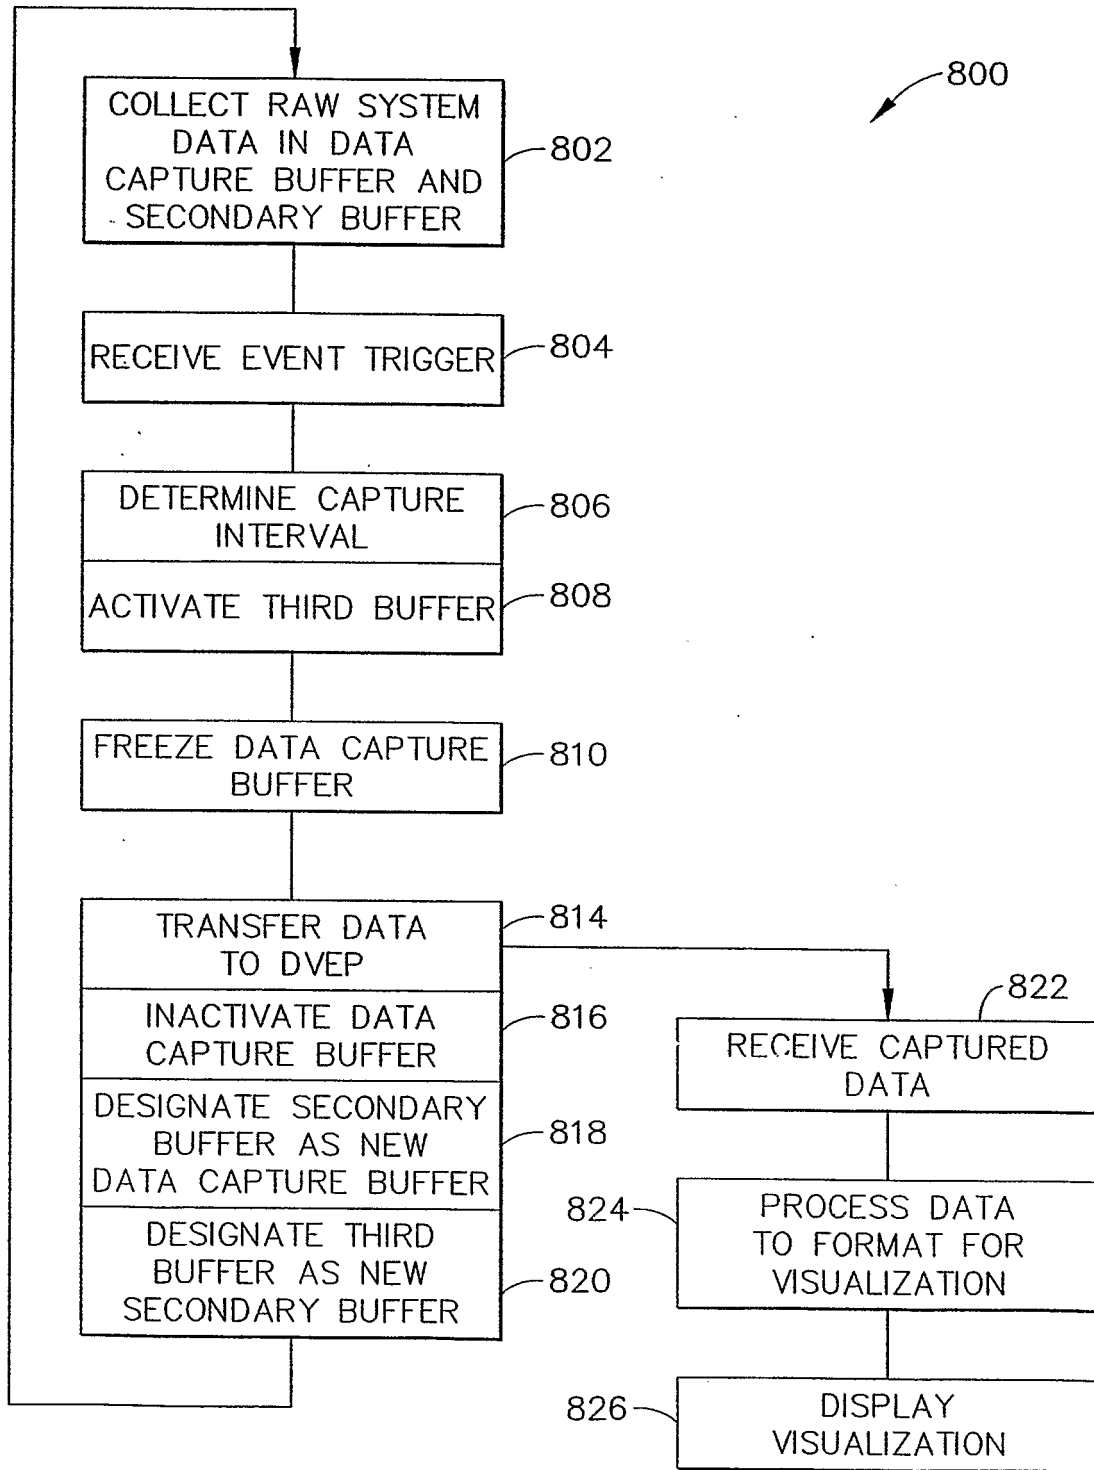 800
COLLECT RAW SYSTEM
DATA IN DATA
CAPTURE BUFFER AND
SECONDARY BUFFER
802
RECEIVE EVENT TRIGGER
804
DETERMINE CAPTURE
INTERVAL
806
ACTIVATE THIRD BUFFER
808
FREEZE DATA CAPTURE
BUFFER
810
TRANSFER DATA
TO DVEP
814
INACTIVATE DATA
CAPTURE BUFFER
816
DESIGNATE SECONDARY
BUFFER AS NEW
DATA CAPTURE BUFFER
818
DESIGNATE THIRD
BUFFER AS NEW
SECONDARY BUFFER
820
822
RECEIVE CAPTURED
DATA
824
PROCESS DATA
TO FORMAT FOR
VISUALIZATION
826
DISPLAY
VISUALIZATION